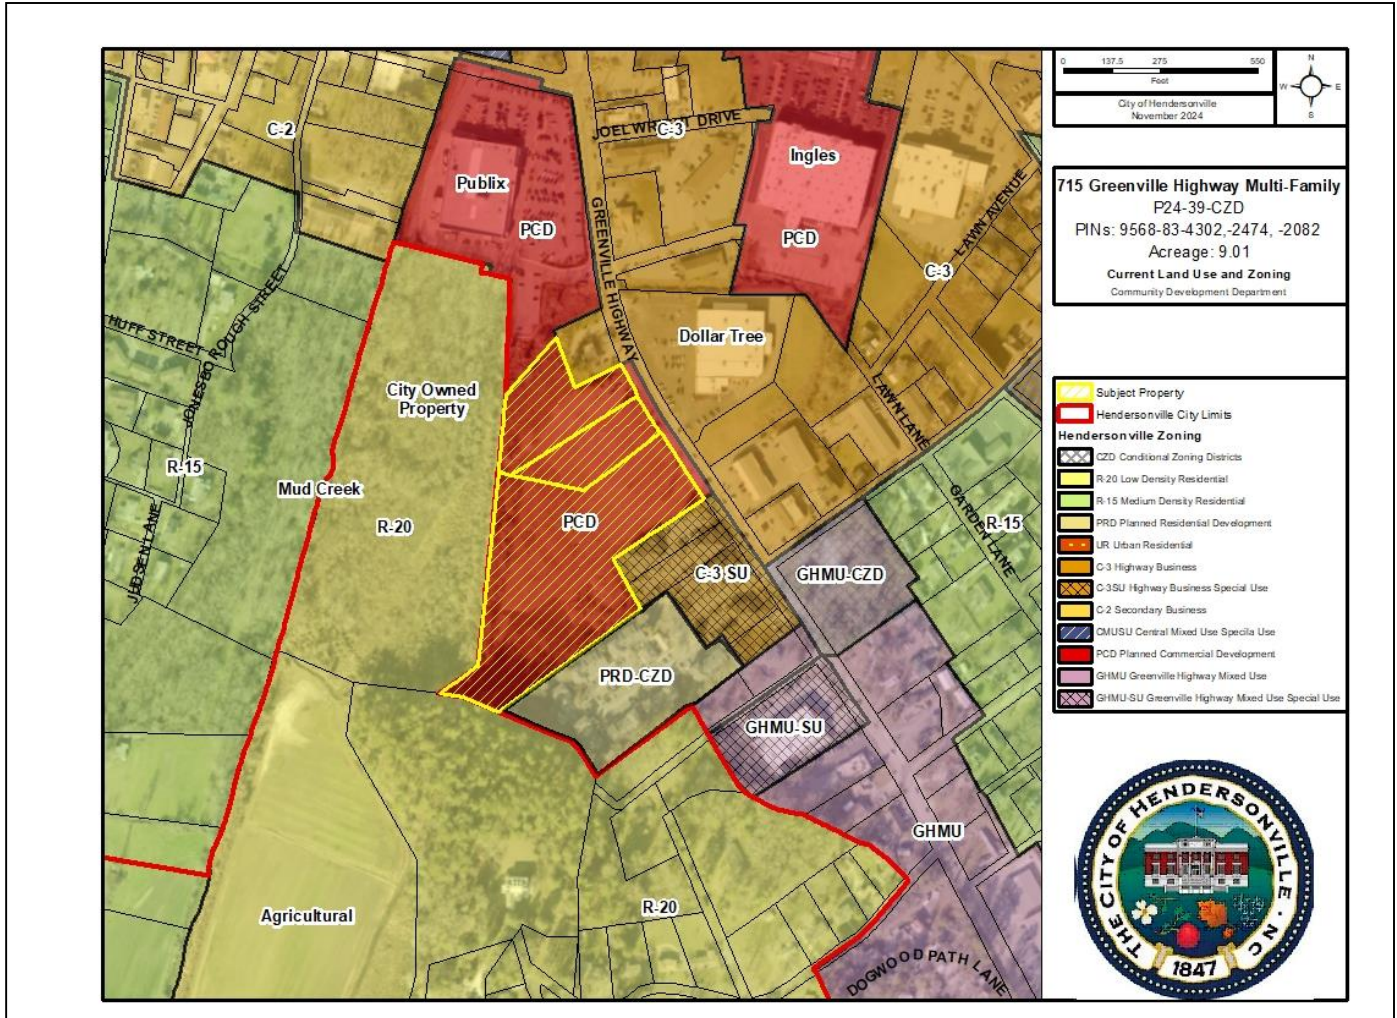 C-2
JOEL WRIGHT DRIVE
C-3
Publix
PCD
Ingles
PCD
GREENVILLE HIGHWAY
LAWN AVENUE
C-3
HUFF STREET
JONESBOROUGH STREET
Dollar Tree
City Owned
Property
LAWN LANE
R-15
Mud Creek
R-20
PCD
GARDEN LANE
R-15
JUDSEN LANE
C-3 SU
GHMU-CZD
PRD-CZD
GHMU-SU
GHMU
Agricultural
R-20
DOGWOOD PATH LANE
0 137.5 275 550
Feet
N
W E
S
City of Hendersonville
November 2024
715 Greenville Highway Multi-Family
P24-39-CZD
PINs: 9568-83-4302,-2474, -2082
Acreage: 9.01
Current Land Use and Zoning
Community Development Department
Subject Property
Hendersonville City Limits
Hendersonville Zoning
CZD Conditional Zoning Districts
R-20 Low Density Residential
R-15 Medium Density Residential
PRD Planned Residential Development
UR Urban Residential
C-3 Highway Business
C-3SU Highway Business Special Use
C-2 Secondary Business
CMUSU Central Mixed Use Specila Use
PCD Planned Commercial Development
GHMU Greenville Highway Mixed Use
GHMU-SU Greenville Highway Mixed Use Special Use
THE CITY OF HENDERSONVILLE, NC
1847